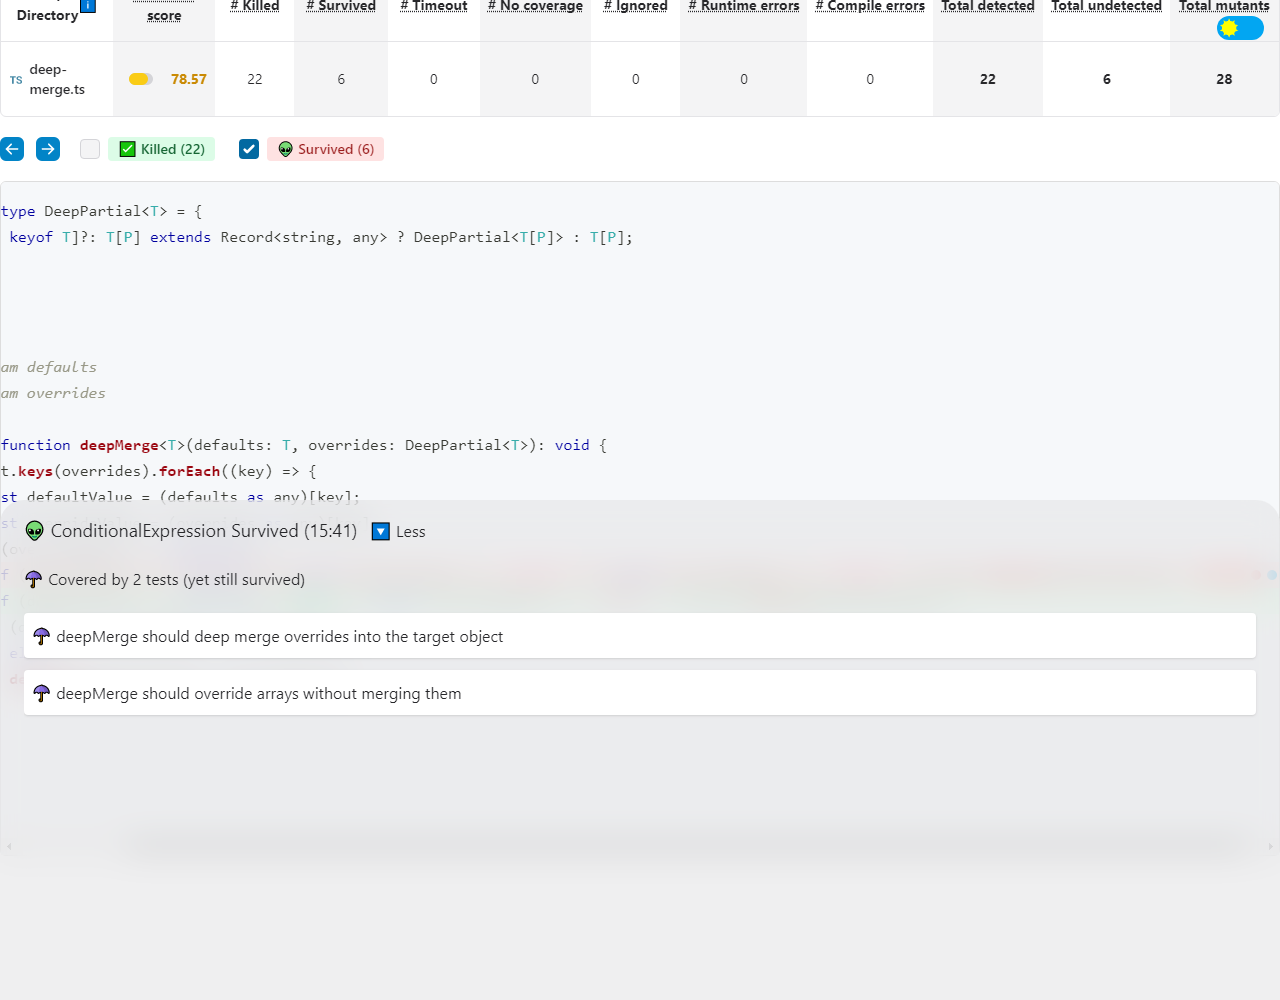 Directory i
score
# Killed # Survived # Timeout # No coverage # Ignored # Runtime errors # Compile errors Total detected Total undetected Total mutants
TS deep-merge.ts 78.57 22 6 0 0 0 0 0 22 6 28
Killed (22) Survived (6)
type DeepPartial<T> = {
keyof T]?: T[P] extends Record<string, any> ? DeepPartial<T[P]> : T[P];
am defaults
am overrides
function deepMerge<T>(defaults: T, overrides: DeepPartial<T>): void {
t.keys(overrides).forEach((key) => {
st defaultValue = (defaults as any)[key];
ConditionalExpression Survived (15:41) Less
Covered by 2 tests (yet still survived)
deepMerge should deep merge overrides into the target object
deepMerge should override arrays without merging them